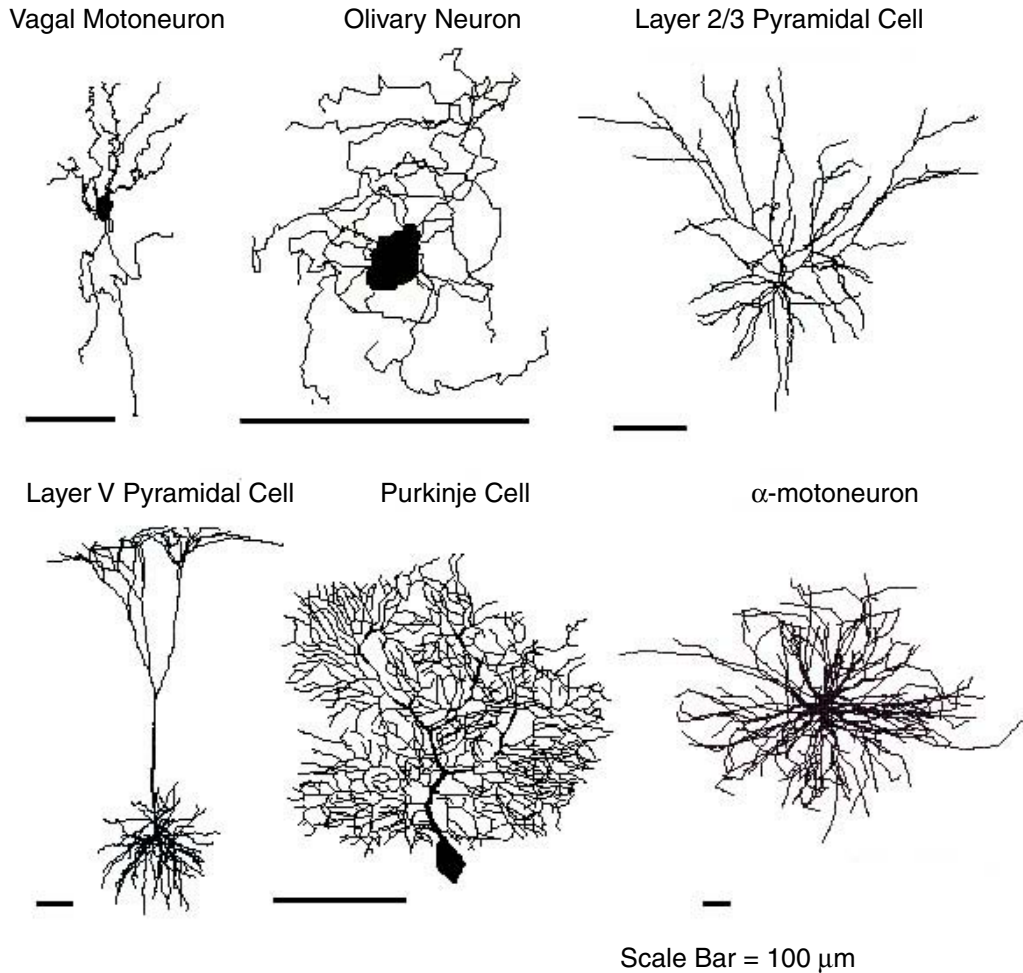 Vagal Motoneuron
Olivary Neuron
Layer 2/3 Pyramidal Cell
Layer V Pyramidal Cell
Purkinje Cell
α-motoneuron
Scale Bar = 100 μm